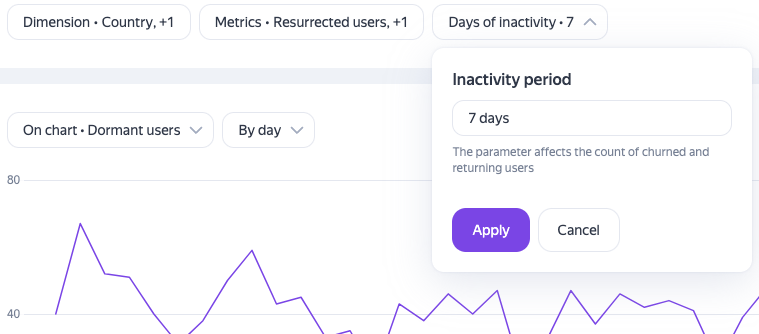 Dimension • Country, +1
Metrics • Resurrected users, +1
Days of inactivity • 7
Inactivity period
7 days
The parameter affects the count of churned and
returning users
Apply
Cancel
On chart • Dormant users
By day
80
40